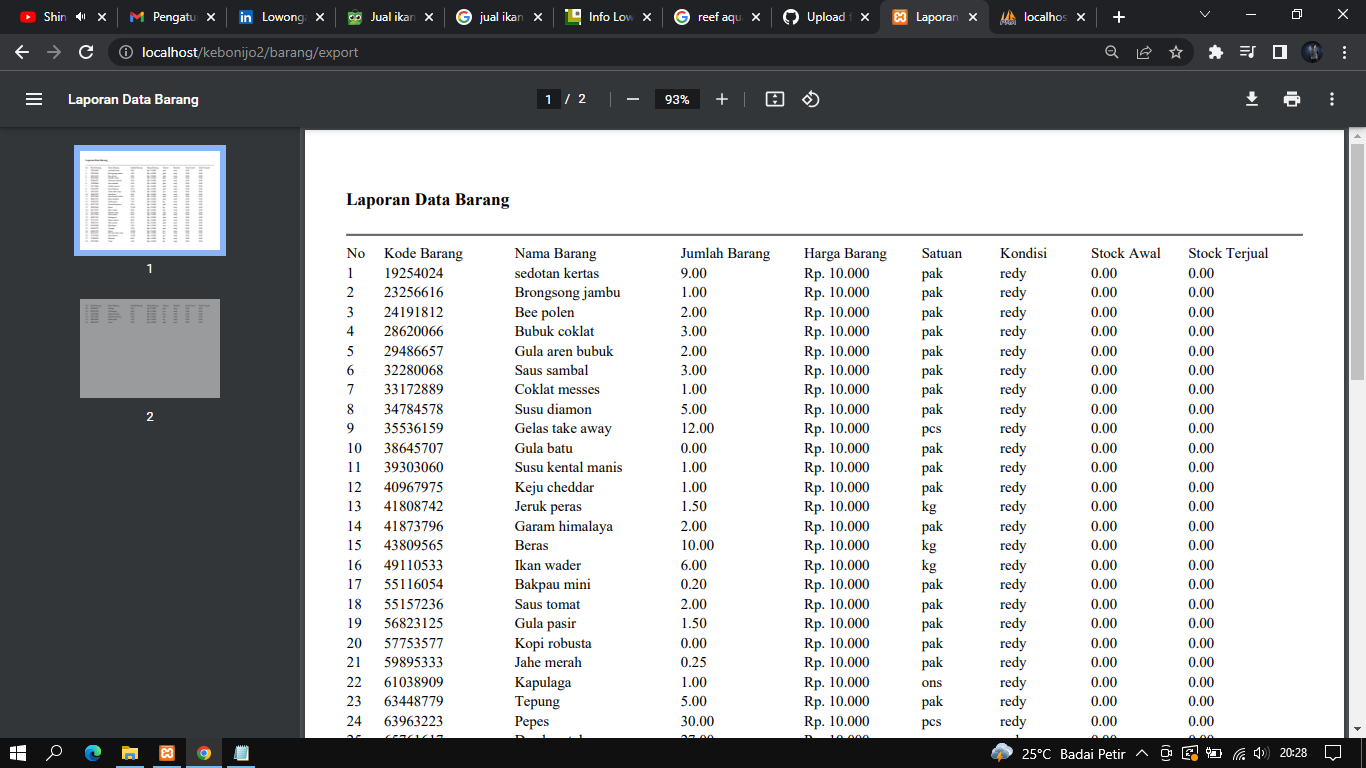 Shin
Pengatu
Lowong
Jual ikan
jual ikan
Info Low
reef aqu
Upload
Laporan
localhos
localhost/kebonijo2/barang/export
Laporan Data Barang
1 / 2
93%
1
2
Laporan Data Barang
No Kode Barang Nama Barang Jumlah Barang Harga Barang Satuan Kondisi Stock Awal Stock Terjual
1 19254024 sedotan kertas 9.00 Rp. 10.000 pak redy 0.00 0.00
2 23256616 Brongsong jambu 1.00 Rp. 10.000 pak redy 0.00 0.00
3 24191812 Bee polen 2.00 Rp. 10.000 pak redy 0.00 0.00
4 28620066 Bubuk coklat 3.00 Rp. 10.000 pak redy 0.00 0.00
5 29486657 Gula aren bubuk 2.00 Rp. 10.000 pak redy 0.00 0.00
6 32280068 Saus sambal 3.00 Rp. 10.000 pak redy 0.00 0.00
7 33172889 Coklat messes 1.00 Rp. 10.000 pak redy 0.00 0.00
8 34784578 Susu diamon 5.00 Rp. 10.000 pak redy 0.00 0.00
9 35536159 Gelas take away 12.00 Rp. 10.000 pcs redy 0.00 0.00
10 38645707 Gula batu 0.00 Rp. 10.000 pak redy 0.00 0.00
11 39303060 Susu kental manis 1.00 Rp. 10.000 pak redy 0.00 0.00
12 40967975 Keju cheddar 1.00 Rp. 10.000 pak redy 0.00 0.00
13 41808742 Jeruk peras 1.50 Rp. 10.000 kg redy 0.00 0.00
14 41873796 Garam himalaya 2.00 Rp. 10.000 pak redy 0.00 0.00
15 43809565 Beras 10.00 Rp. 10.000 kg redy 0.00 0.00
16 49110533 Ikan wader 6.00 Rp. 10.000 kg redy 0.00 0.00
17 55116054 Bakpau mini 0.20 Rp. 10.000 pak redy 0.00 0.00
18 55157236 Saus tomat 2.00 Rp. 10.000 pak redy 0.00 0.00
19 56823125 Gula pasir 1.50 Rp. 10.000 pak redy 0.00 0.00
20 57753577 Kopi robusta 0.00 Rp. 10.000 pak redy 0.00 0.00
21 59895333 Jahe merah 0.25 Rp. 10.000 pak redy 0.00 0.00
22 61038909 Kapulaga 1.00 Rp. 10.000 ons redy 0.00 0.00
23 63448779 Tepung 5.00 Rp. 10.000 pak redy 0.00 0.00
24 63963223 Pepes 30.00 Rp. 10.000 pcs redy 0.00 0.00
25°C Badai Petir
20:28